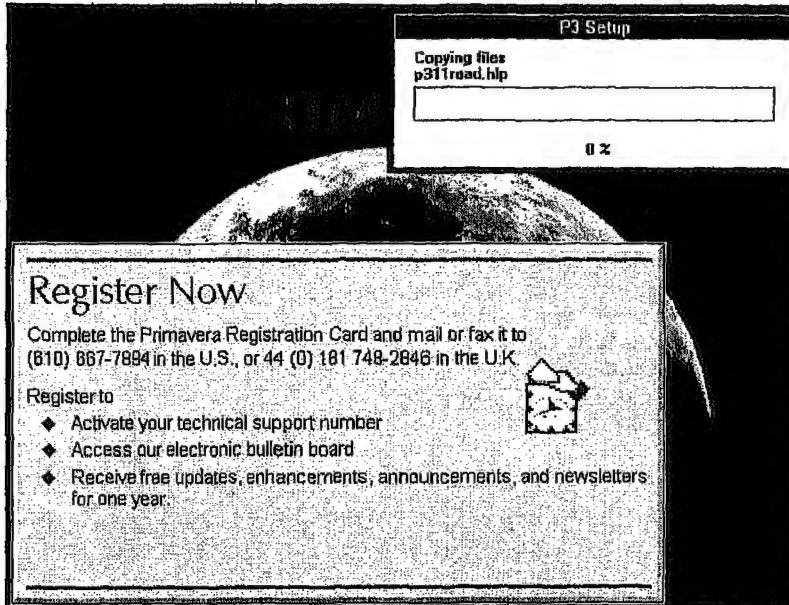 P3 Setup
Copying files
p311read.hlp
0 %
Register Now
Complete the Primavera Registration Card and mail or fax it to
(610) 667-7894 in the U.S., or 44 (0) 181 748-2846 in the U.K
Register to
◆ Activate your technical support number
◆ Access our electronic bulletin board
◆ Receive free updates, enhancements, announcements, and newsletters
for one year.